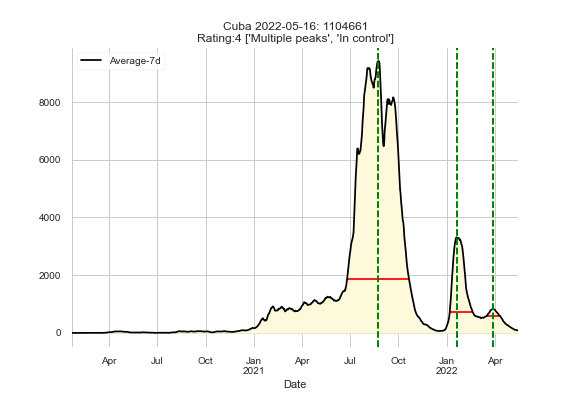 Cuba 2022-05-16: 1104661
Rating:4 ['Multiple peaks', 'In control']
Average-7d
8000
6000
4000
2000
0
Apr Jul Oct Jan Apr Jul Oct Jan Apr
2021 2022
Date